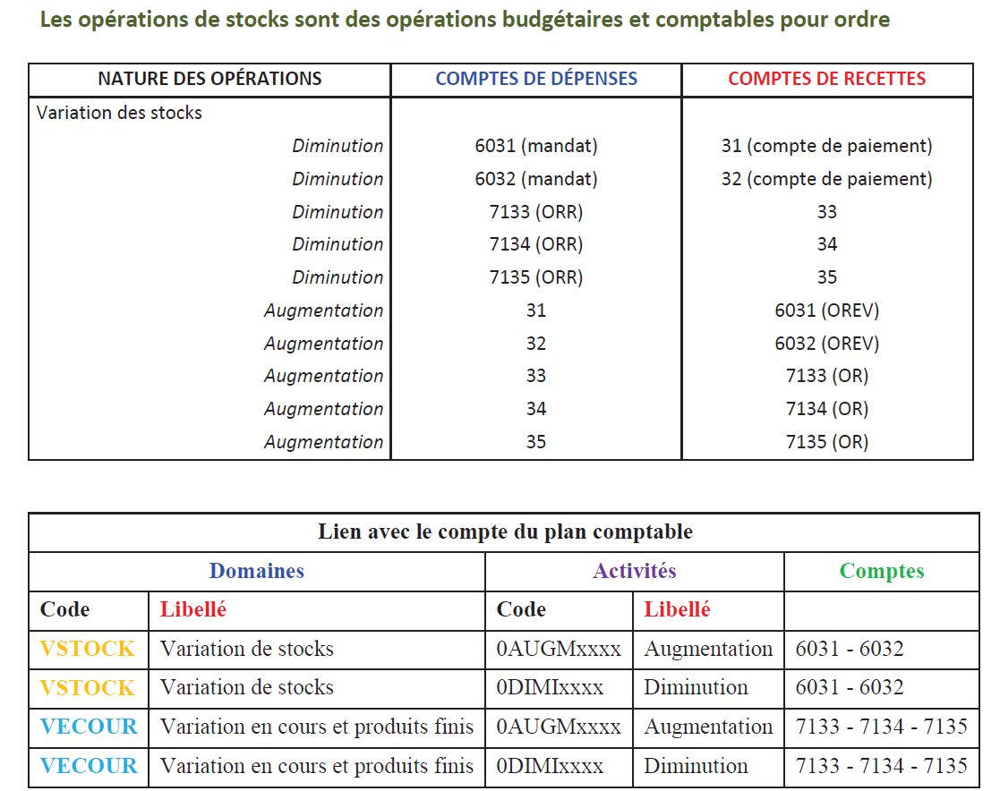 Les opérations de stocks sont des opérations budgétaires et comptables pour ordre
NATURE DES OPÉRATIONS COMPTES DE DÉPENSES COMPTES DE RECETTES
Variation des stocks
Diminution 6031 (mandat) 31 (compte de paiement)
Diminution 6032 (mandat) 32 (compte de paiement)
Diminution 7133 (ORR) 33
Diminution 7134 (ORR) 34
Diminution 7135 (ORR) 35
Augmentation 31 6031 (OREV)
Augmentation 32 6032 (OREV)
Augmentation 33 7133 (OR)
Augmentation 34 7134 (OR)
Augmentation 35 7135 (OR)
Lien avec le compte du plan comptable
Domaines Activités Comptes
Code Libellé Code Libellé
VSTOCK Variation de stocks 0AUGMxxxx Augmentation 6031 - 6032
VSTOCK Variation de stocks 0DIMIxxxx Diminution 6031 - 6032
VECOUR Variation en cours et produits finis 0AUGMxxxx Augmentation 7133 - 7134 - 7135
VECOUR Variation en cours et produits finis 0DIMIxxxx Diminution 7133 - 7134 - 7135